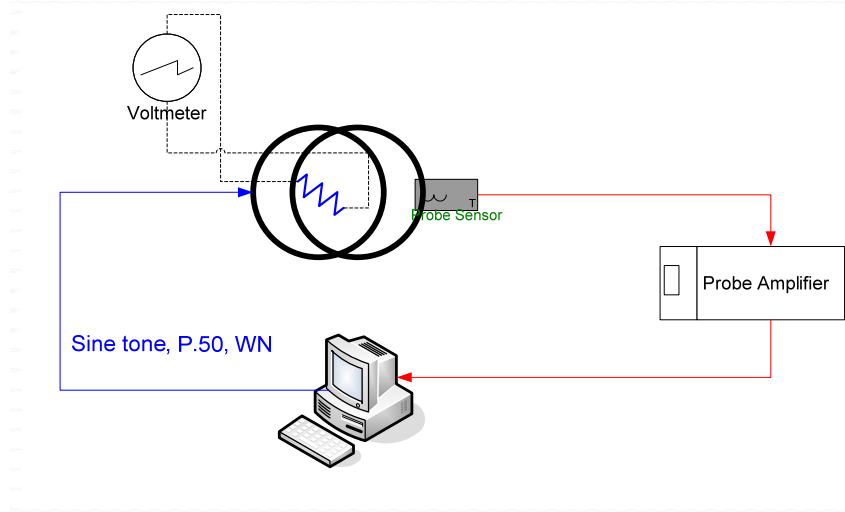 Voltmeter
T
Probe Sensor
Probe Amplifier
Sine tone, P.50, WN